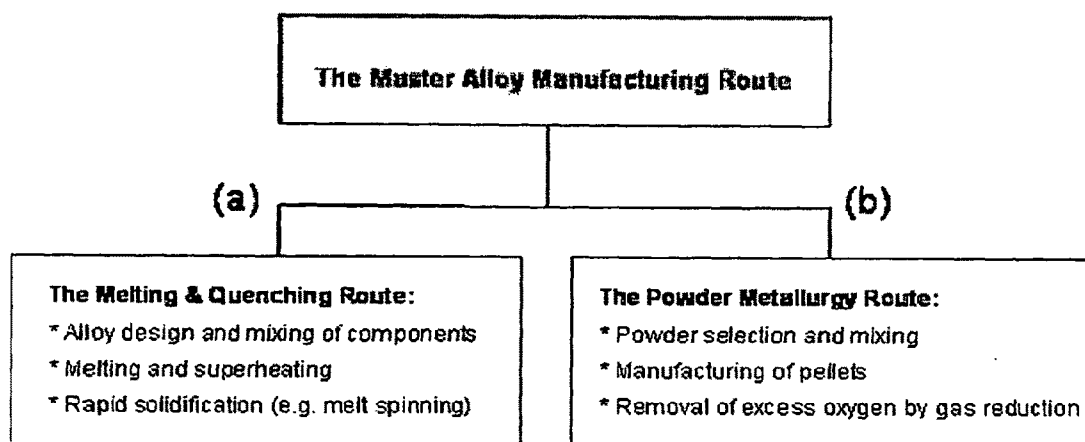 The Master Alloy Manufacturing Route
(a)
(b)
The Melting & Quenching Route:
* Alloy design and mixing of components
* Melting and superheating
* Rapid solidification (e.g. melt spinning)
The Powder Metallurgy Route:
* Powder selection and mixing
* Manufacturing of pellets
* Removal of excess oxygen by gas reduction